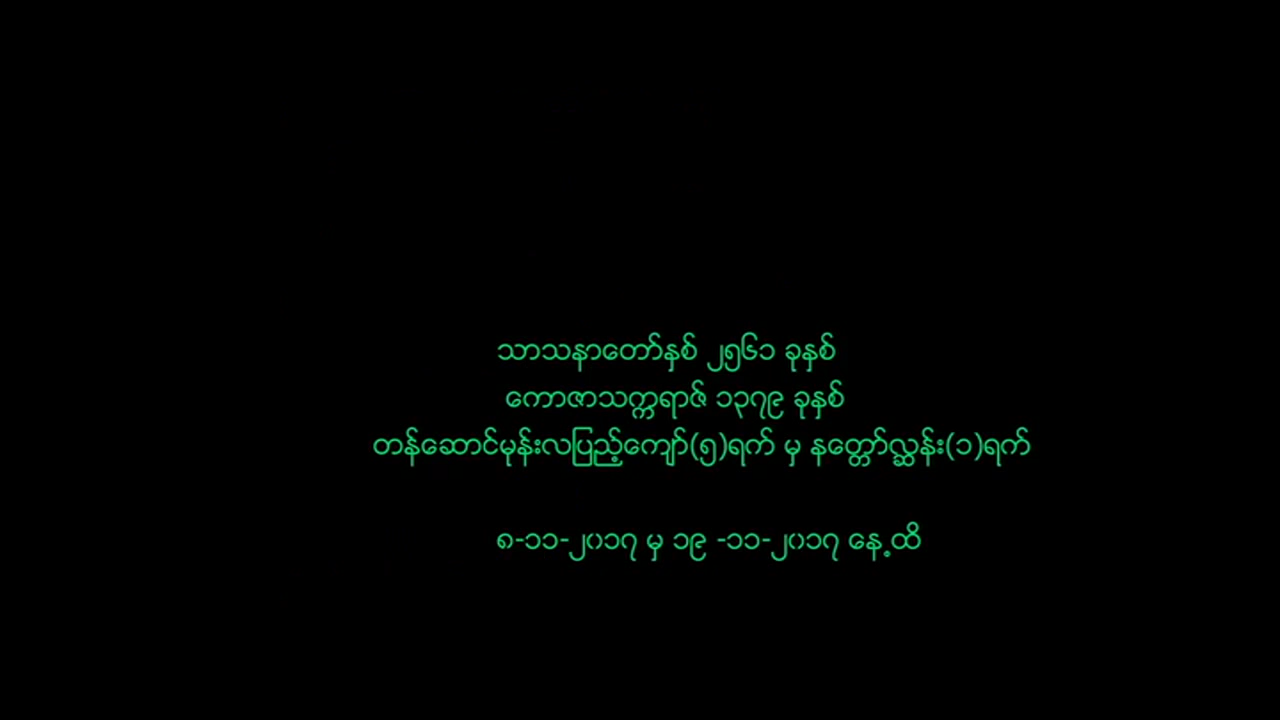 သာသနာတော်နှစ် ၂၅၆၁ ခုနှစ်
ကောဇာသက္ကရာဇ် ၁၃၇၉ ခုနှစ်
တန်ဆောင်မုန်းလပြည့်ကျော်(၅)ရက် မှ နတ္တော်လ္ဆန်း(၁)ရက်
၈-၁၁-၂၀၁၇ မှ ၁၉ -၁၁-၂၀၁၇ နေ့ထိ